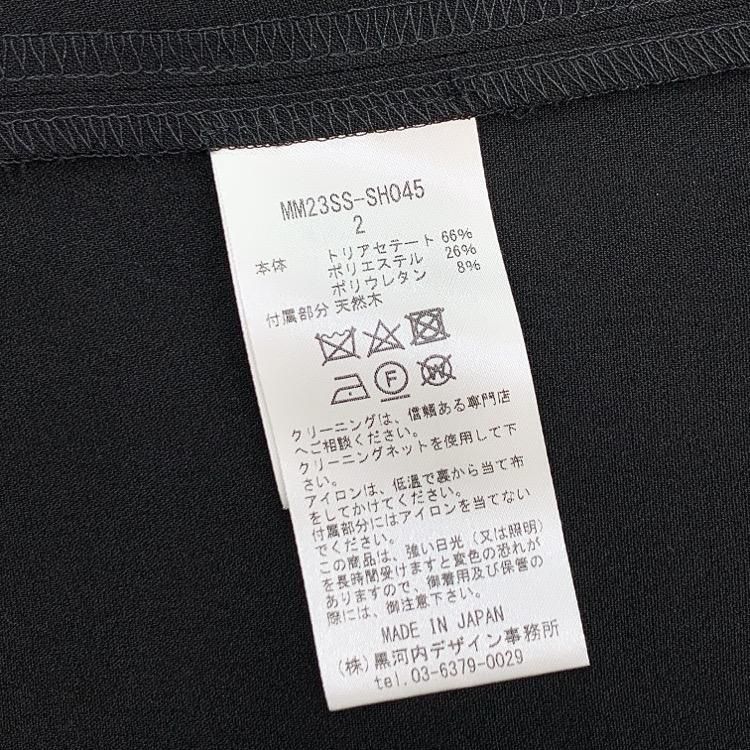 MM23SS-SH045
2
本体 トリアセテート 66%
ポリエステル 26%
ポリウレタン 8%
付属部分 天然木
F
W
クリーニングは、信頼ある専門店
へご相談ください。
クリーニングネットを使用して下
さい。
アイロンは、低温で裏から当て布
をしてかけてください。
付属部分にはアイロンを当てない
でください。
この商品は、強い日光(又は照明)
を長時間受けますと変色の恐れが
ありますので、御着用及び保管の
際には、御注意下さい。
MADE IN JAPAN
(株)黒河内デザイン事務所
tel.03-6379-0029